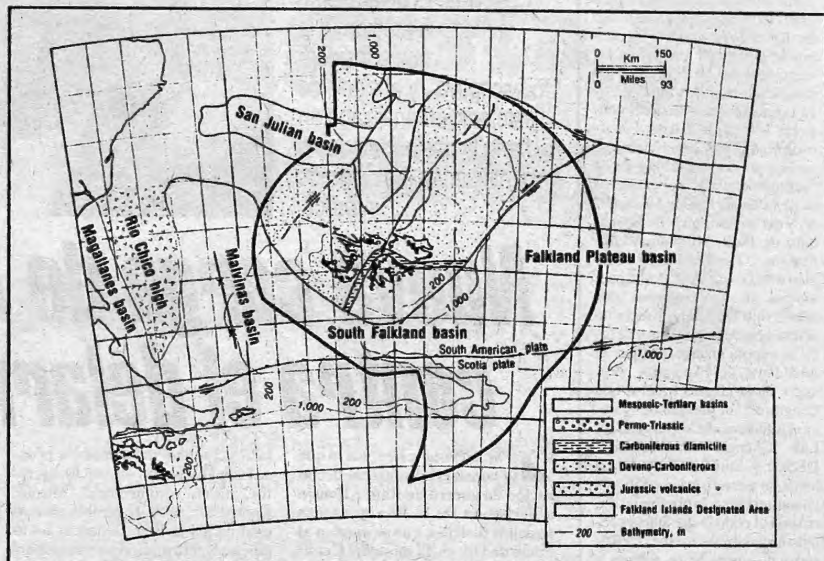 200
1,000
0 150
Km
0 93
Miles
San Julian basin
Rio Chico high
Magallanes basin
Malvinas basin
Falkland Plateau basin
200
1,000
South Falkland basin
South American plate
Scotia plate
1,000
200
200
1,000
200
Mesosoic-Tertiary basins
Permo-Triassic
Carboniferous diamictite
Devono-Carboniferous
Jurassic volcanics
Falkland Islands Designated Area
200 Bathymetry, m